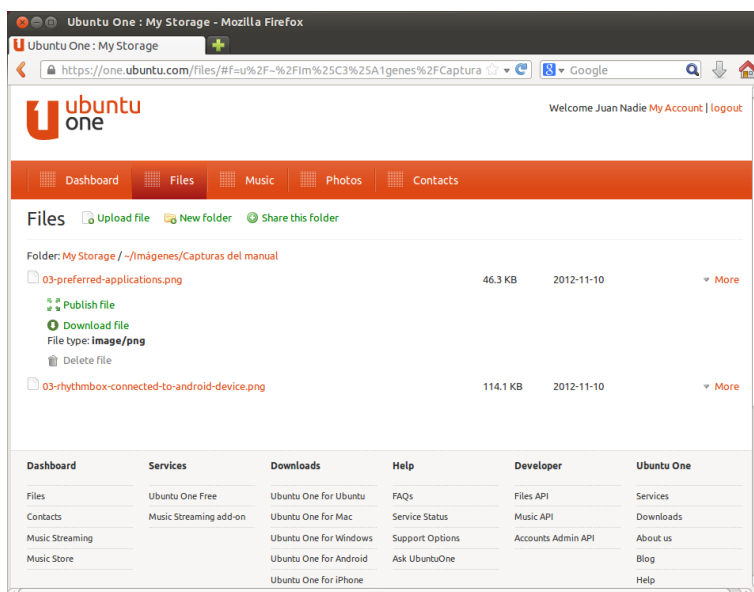 Ubuntu One : My Storage - Mozilla Firefox
Ubuntu One : My Storage
https://one.ubuntu.com/files/#f=u%2F~%2FIm%25C3%25A1genes%2FCaptura
Google
ubuntu
one
Welcome Juan Nadie My Account | logout
Dashboard Files Music Photos Contacts
Files Upload file New folder Share this folder
Folder: My Storage / ~/Imágenes/Capturas del manual
03-preferred-applications.png 46.3 KB 2012-11-10 More
Publish file
Download file
File type: image/png
Delete file
03-rhythmbox-connected-to-android-device.png 114.1 KB 2012-11-10 More
Dashboard Services Downloads Help Developer Ubuntu One
Files Ubuntu One Free Ubuntu One for Ubuntu FAQs Files API Services
Contacts Music Streaming add-on Ubuntu One for Mac Service Status Music API Downloads
Music Streaming Ubuntu One for Windows Support Options Accounts Admin API About us
Music Store Ubuntu One for Android Ask UbuntuOne Blog
Ubuntu One for iPhone Help